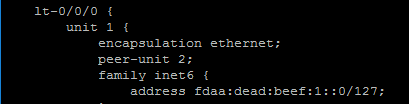 lt-0/0/0 {
unit 1 {
encapsulation ethernet;
peer-unit 2;
family inet6 {
address fdaa:dead:beef:1::0/127;